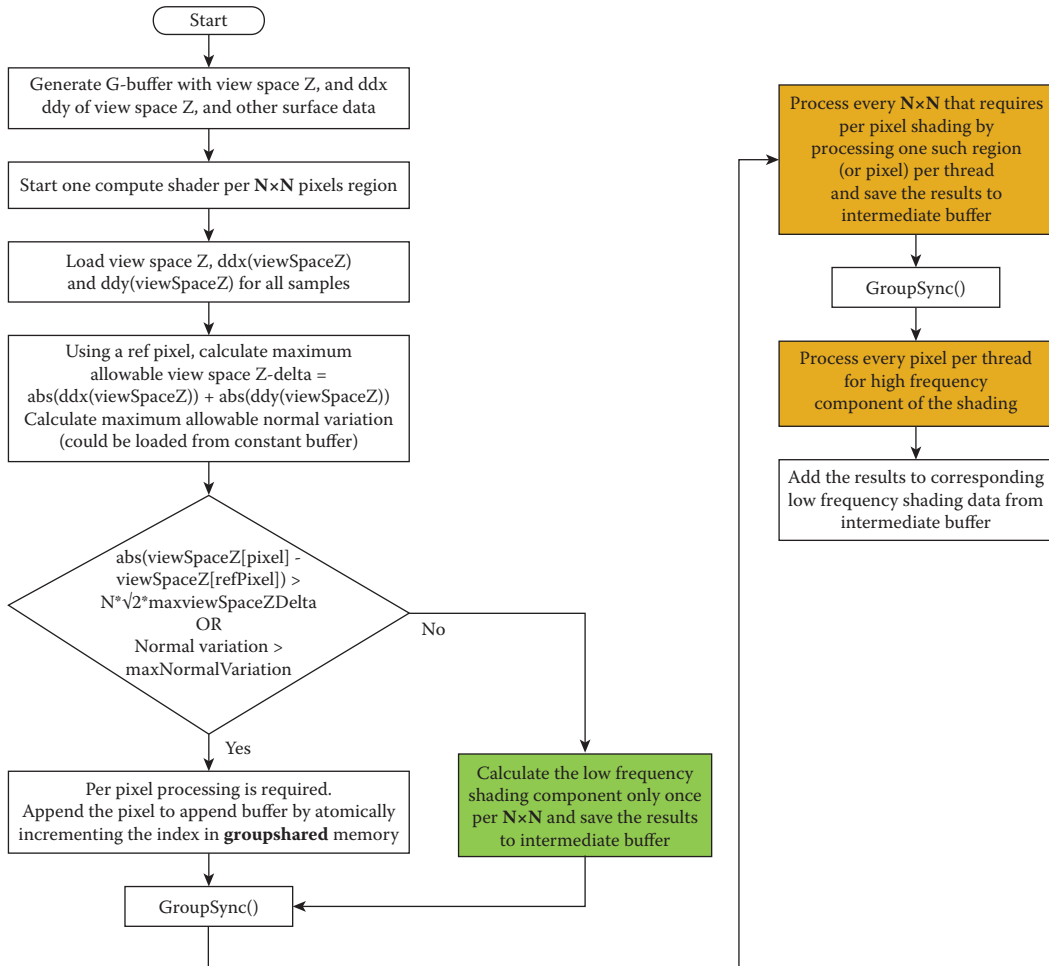 Start
Generate G-buffer with view space Z, and ddx
ddy of view space Z, and other surface data
Start one compute shader per N×N pixels region
Load view space Z, ddx(viewSpaceZ)
and ddy(viewSpaceZ) for all samples
Using a ref pixel, calculate maximum
allowable view space Z-delta =
abs(ddx(viewSpaceZ)) + abs(ddy(viewSpaceZ))
Calculate maximum allowable normal variation
(could be loaded from constant buffer)
abs(viewSpaceZ[pixel] -
viewSpaceZ[refPixel]) >
N*√2*maxviewSpaceZDelta
OR
Normal variation >
maxNormalVariation
No
Yes
Per pixel processing is required.
Append the pixel to append buffer by atomically
incrementing the index in groupshared memory
Calculate the low frequency
shading component only once
per N×N and save the results
to intermediate buffer
GroupSync()
Process every N×N that requires
per pixel shading by
processing one such region
(or pixel) per thread
and save the results to
intermediate buffer
GroupSync()
Process every pixel per thread
for high frequency
component of the shading
Add the results to corresponding
low frequency shading data from
intermediate buffer